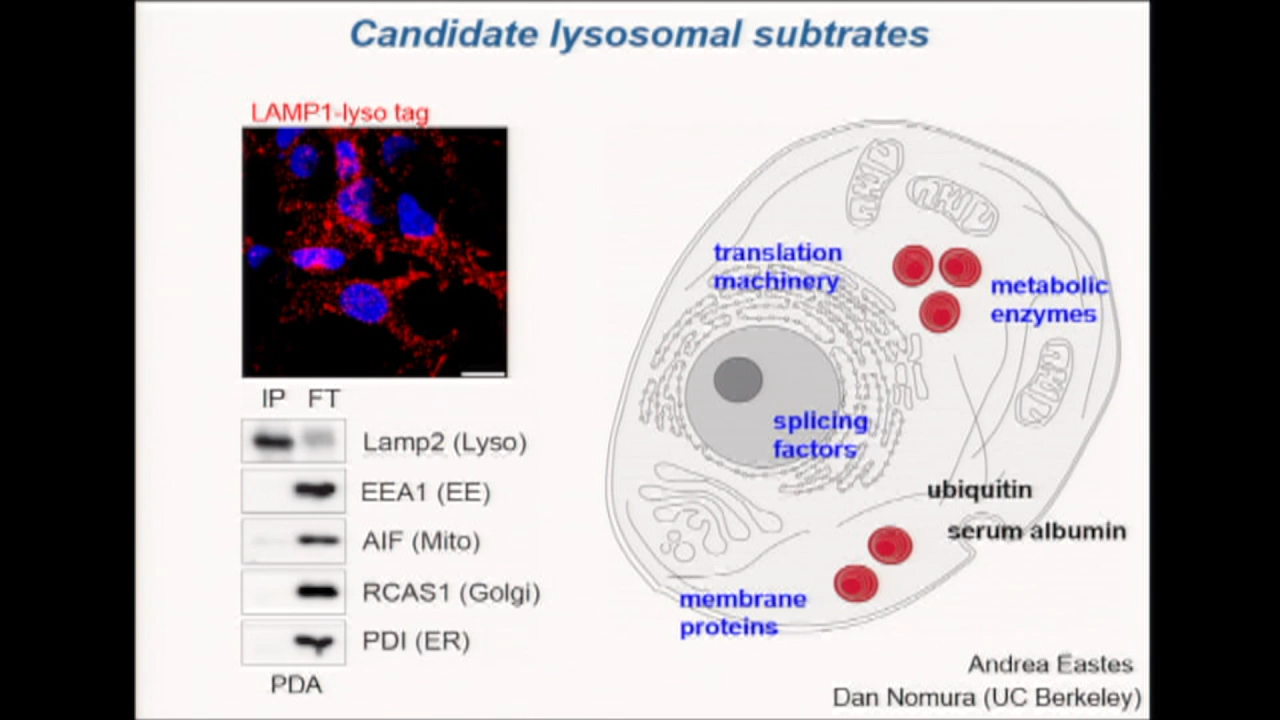 Candidate lysosomal subtrates
LAMP1-lyso tag
IP FT
Lamp2 (Lyso)
EEA1 (EE)
AIF (Mito)
RCAS1 (Golgi)
PDI (ER)
PDA
translation
machinery
metabolic
enzymes
splicing
factors
ubiquitin
serum albumin
membrane
proteins
Andrea Eastes
Dan Nomura (UC Berkeley)